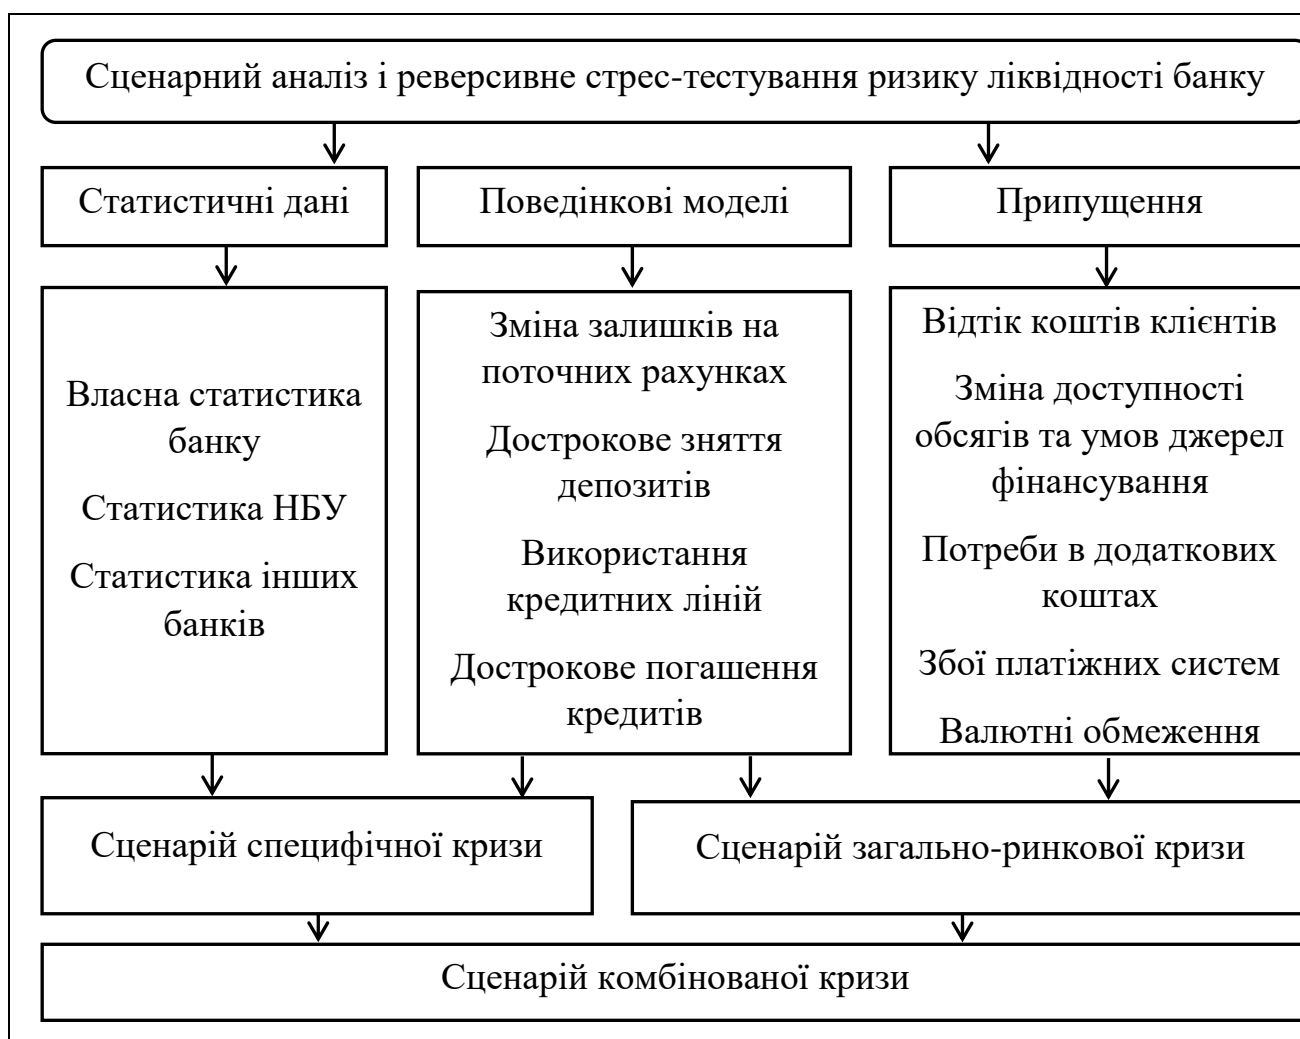 Сценарний аналіз і реверсивне стрес-тестування ризику ліквідності банку
Статистичні дані
Поведінкові моделі
Припущення
Власна статистика
банку
Статистика НБУ
Статистика інших
банків
Зміна залишків на
поточних рахунках
Дострокове зняття
депозитів
Використання
кредитних ліній
Дострокове погашення
кредитів
Відтік коштів клієнтів
Зміна доступності
обсягів та умов джерел
фінансування
Потреби в додаткових
коштах
Збої платіжних систем
Валютні обмеження
Сценарій специфічної кризи
Сценарій загально-ринкової кризи
Сценарій комбінованої кризи